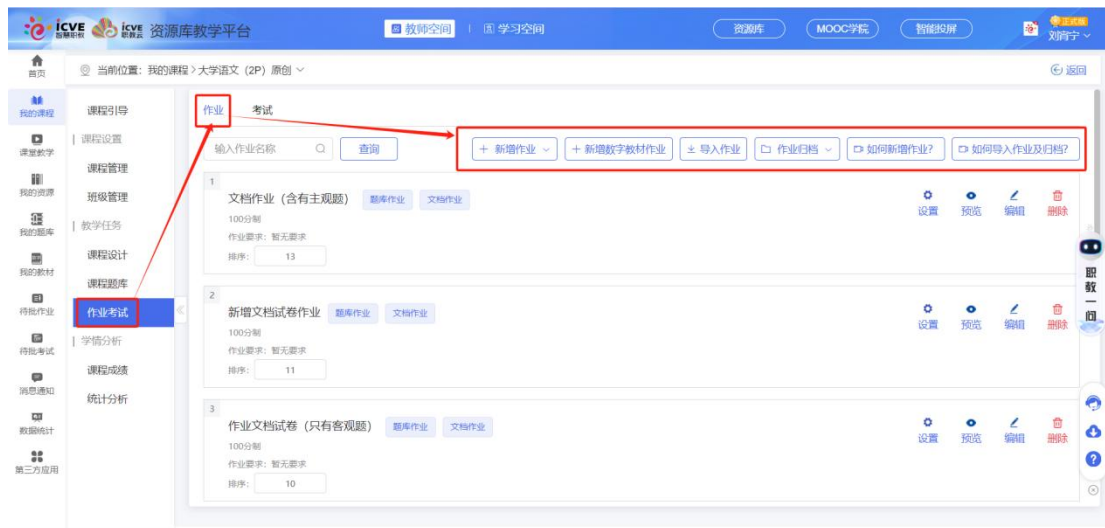 icve 智慧职教 icve 职教云 资源库教学平台 教师空间 学习空间 资源库 MOOC学院 智能投屏 正式版 刘青宁
首页
当前位置：我的课程 > 大学语文（2P）原创
返回
我的课程
课堂教学
我的资源
我的题库
我的教材
待批作业
待批考试
消息通知
数据统计
第三方应用
课程引导
课程设置
课程管理
班级管理
教学任务
课程设计
课程题库
作业考试
学情分析
课程成绩
统计分析
作业 考试
输入作业名称 查询 + 新增作业 + 新增数字教材作业 导入作业 作业归档 如何新增作业? 如何导入作业及归档?
1
文档作业（含有主观题） 题库作业 文档作业
100分制
作业要求：暂无要求
排序： 13
设置 预览 编辑 删除
2
新增文档试卷作业 题库作业 文档作业
100分制
作业要求：暂无要求
排序： 11
设置 预览 编辑 删除
3
作业文档试卷（只有客观题） 题库作业 文档作业
100分制
作业要求：暂无要求
排序： 10
设置 预览 编辑 删除
职教一问